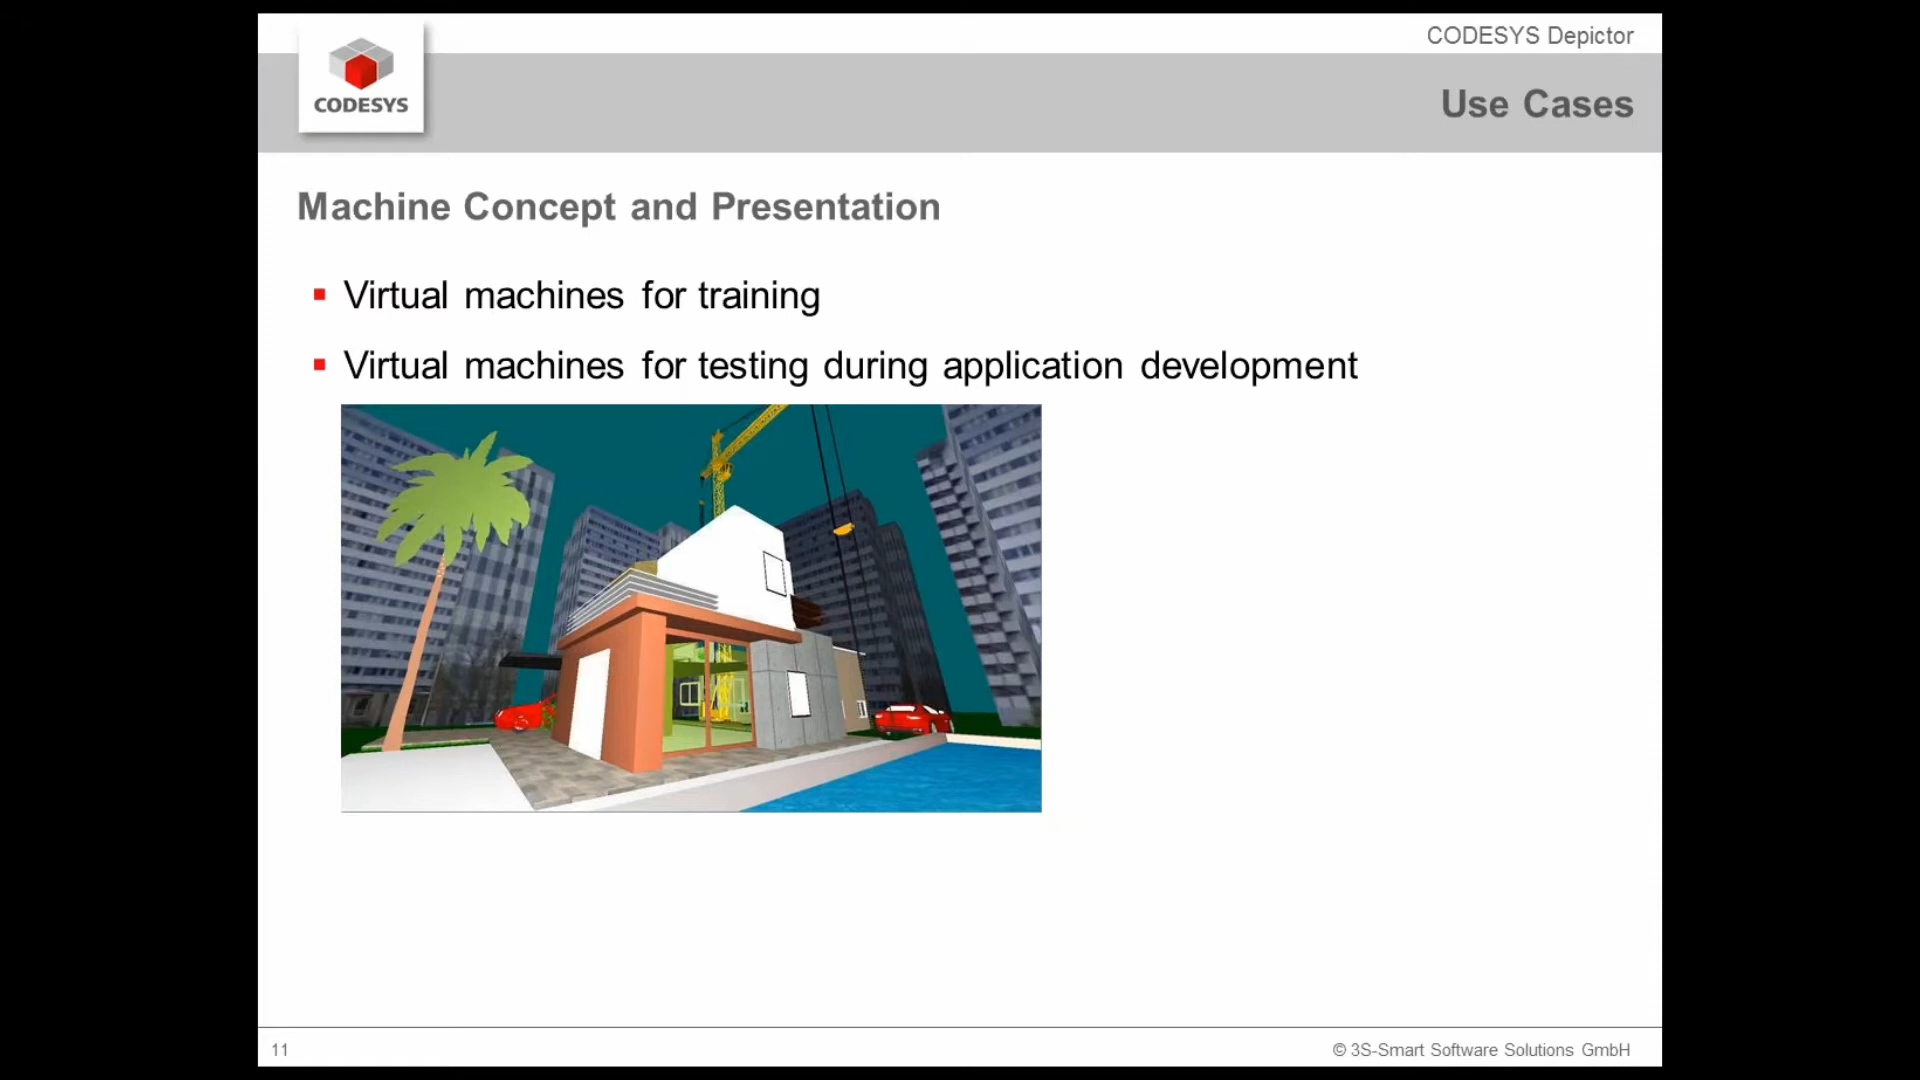 CODESYS Depictor
CODESYS
Use Cases
Machine Concept and Presentation
Virtual machines for training
Virtual machines for testing during application development
11
© 3S-Smart Software Solutions GmbH